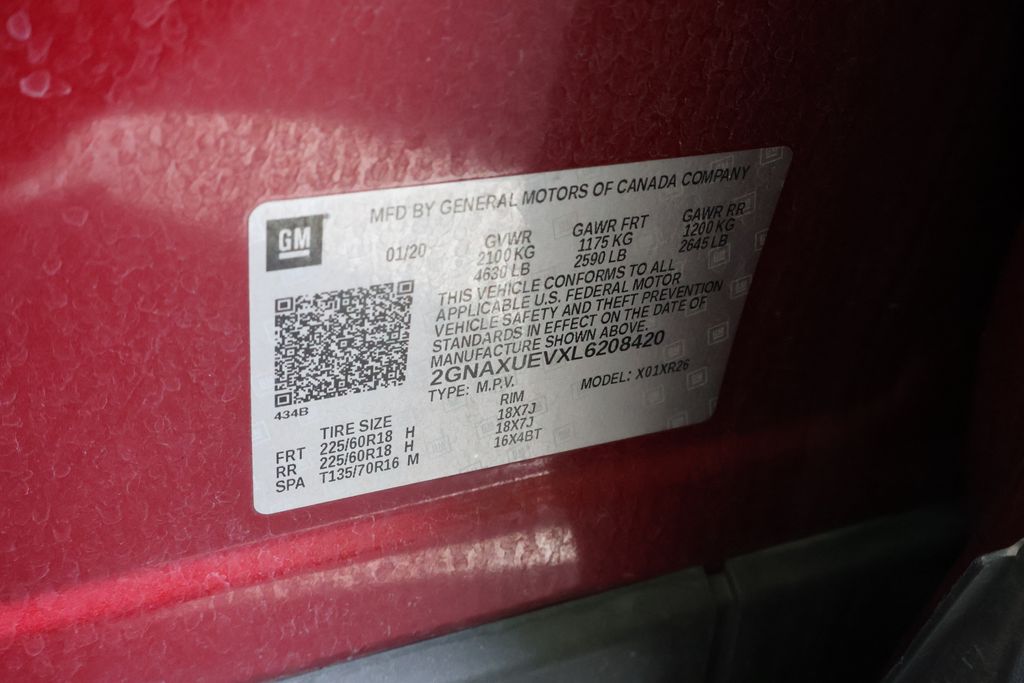 GM
MFD BY GENERAL MOTORS OF CANADA COMPANY
01/20 GVWR GAWR FRT GAWR RR
2100 KG 1175 KG 1200 KG
4630 LB 2590 LB 2645 LB
THIS VEHICLE CONFORMS TO ALL
APPLICABLE U.S. FEDERAL MOTOR
VEHICLE SAFETY AND THEFT PREVENTION
STANDARDS IN EFFECT ON THE DATE OF
MANUFACTURE SHOWN ABOVE.
2GNAXUEVXL6208420
TYPE: M.P.V. MODEL: X01XR26
434B
TIRE SIZE RIM
FRT 225/60R18 H 18X7J
RR 225/60R18 H 18X7J
SPA T135/70R16 M 16X4BT